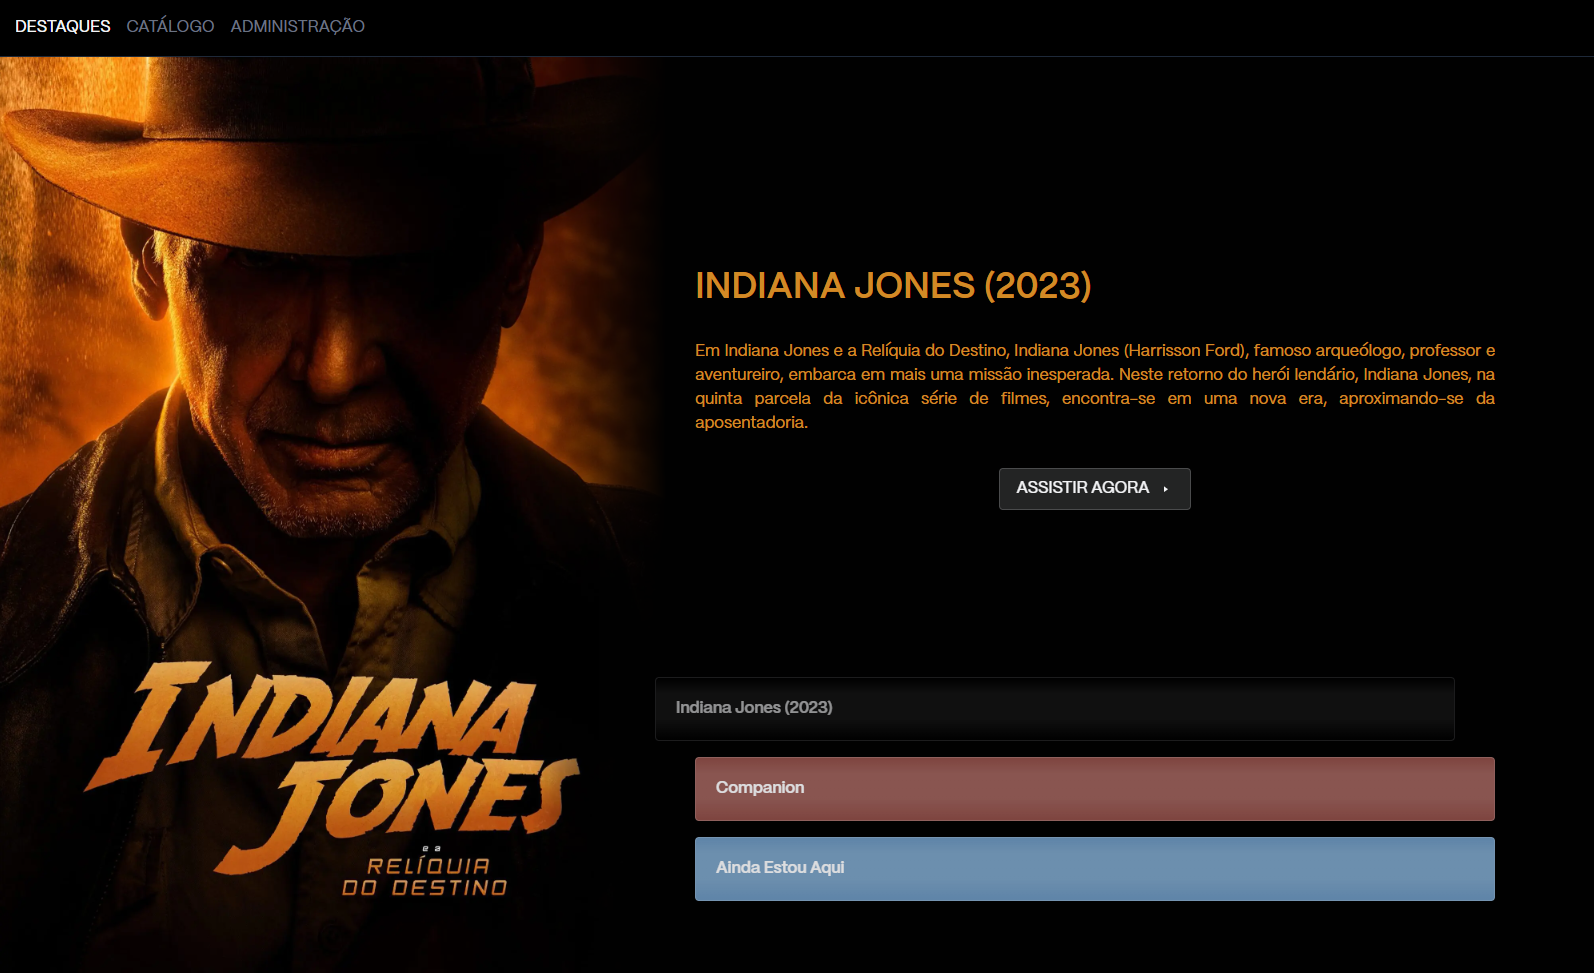 DESTAQUES CATÁLOGO ADMINISTRAÇÃO
INDIANA JONES (2023)
Em Indiana Jones e a Relíquia do Destino, Indiana Jones (Harrisson Ford), famoso arqueólogo, professor e
aventureiro, embarca em mais uma missão inesperada. Neste retorno do herói lendário, Indiana Jones, na
quinta parcela da icônica série de filmes, encontra-se em uma nova era, aproximando-se da
aposentadoria.
ASSISTIR AGORA
INDIANA
JONES
e a
RELÍQUIA
DO DESTINO
Indiana Jones (2023)
Companion
Ainda Estou Aqui